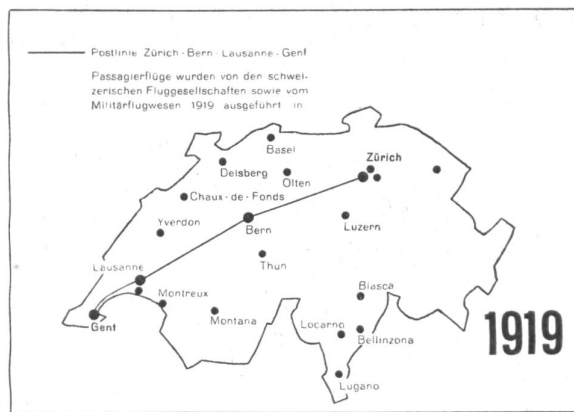 Postlinie Zürich - Bern - Lausanne - Genf
Passagierflüge wurden von den schwei-
zerischen Fluggesellschaften sowie vom
Militärflugwesen 1919 ausgeführt in
Basel
Zürich
Delsberg
Olten
Chaux-de-Fonds
Yverdon
Bern
Luzern
Lausanne
Thun
Montreux
Biasca
Genf
Montana
Locarno
Bellinzona
1919
Lugano